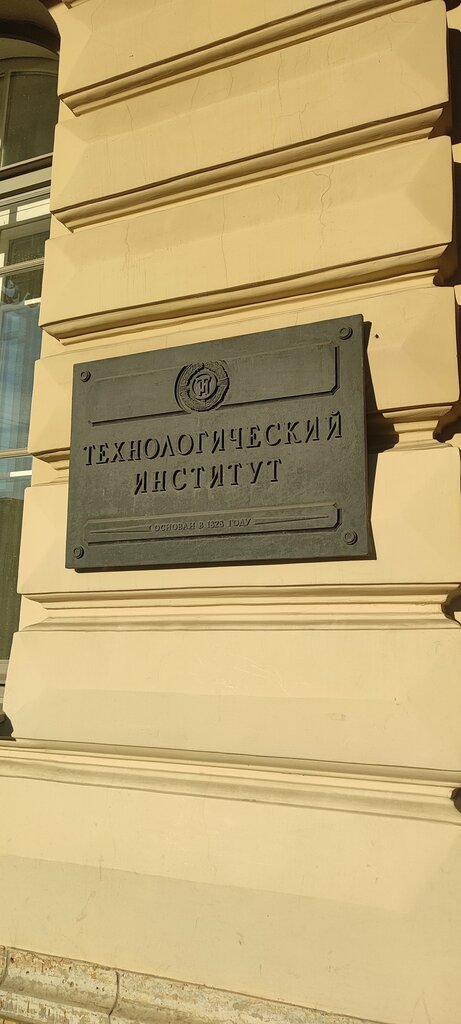 ТЕХНОЛОГИЧЕСКИЙ
ИНСТИТУТ
ОСНОВАН В 1828 ГОДУ